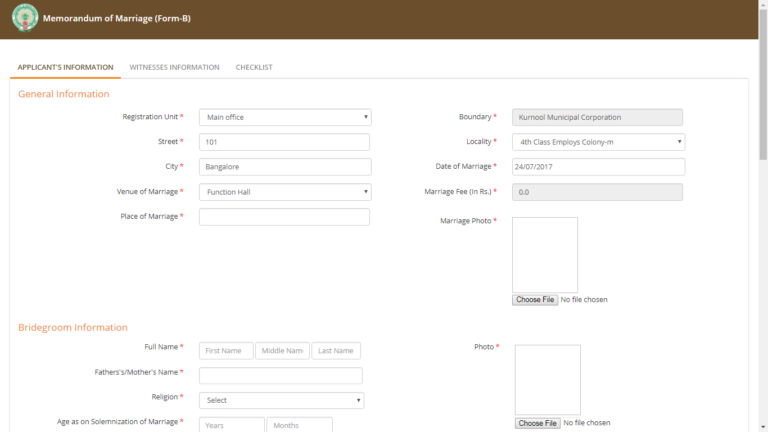 Memorandum of Marriage (Form-B)
APPLICANT'S INFORMATION WITNESSES INFORMATION CHECKLIST
General Information
Registration Unit * Main office Boundary * Kurnool Municipal Corporation
Street * 101 Locality * 4th Class Employs Colony-m
City * Bangalore Date of Marriage * 24/07/2017
Venue of Marriage * Function Hall Marriage Fee (in Rs.) * 0.0
Place of Marriage * Marriage Photo *
Choose File No file chosen
Bridegroom Information
Full Name * First Name Middle Nam Last Name Photo *
Fathers's/Mother's Name *
Religion * Select
Age as on Solemnization of Marriage * Years Months Choose File No file chosen